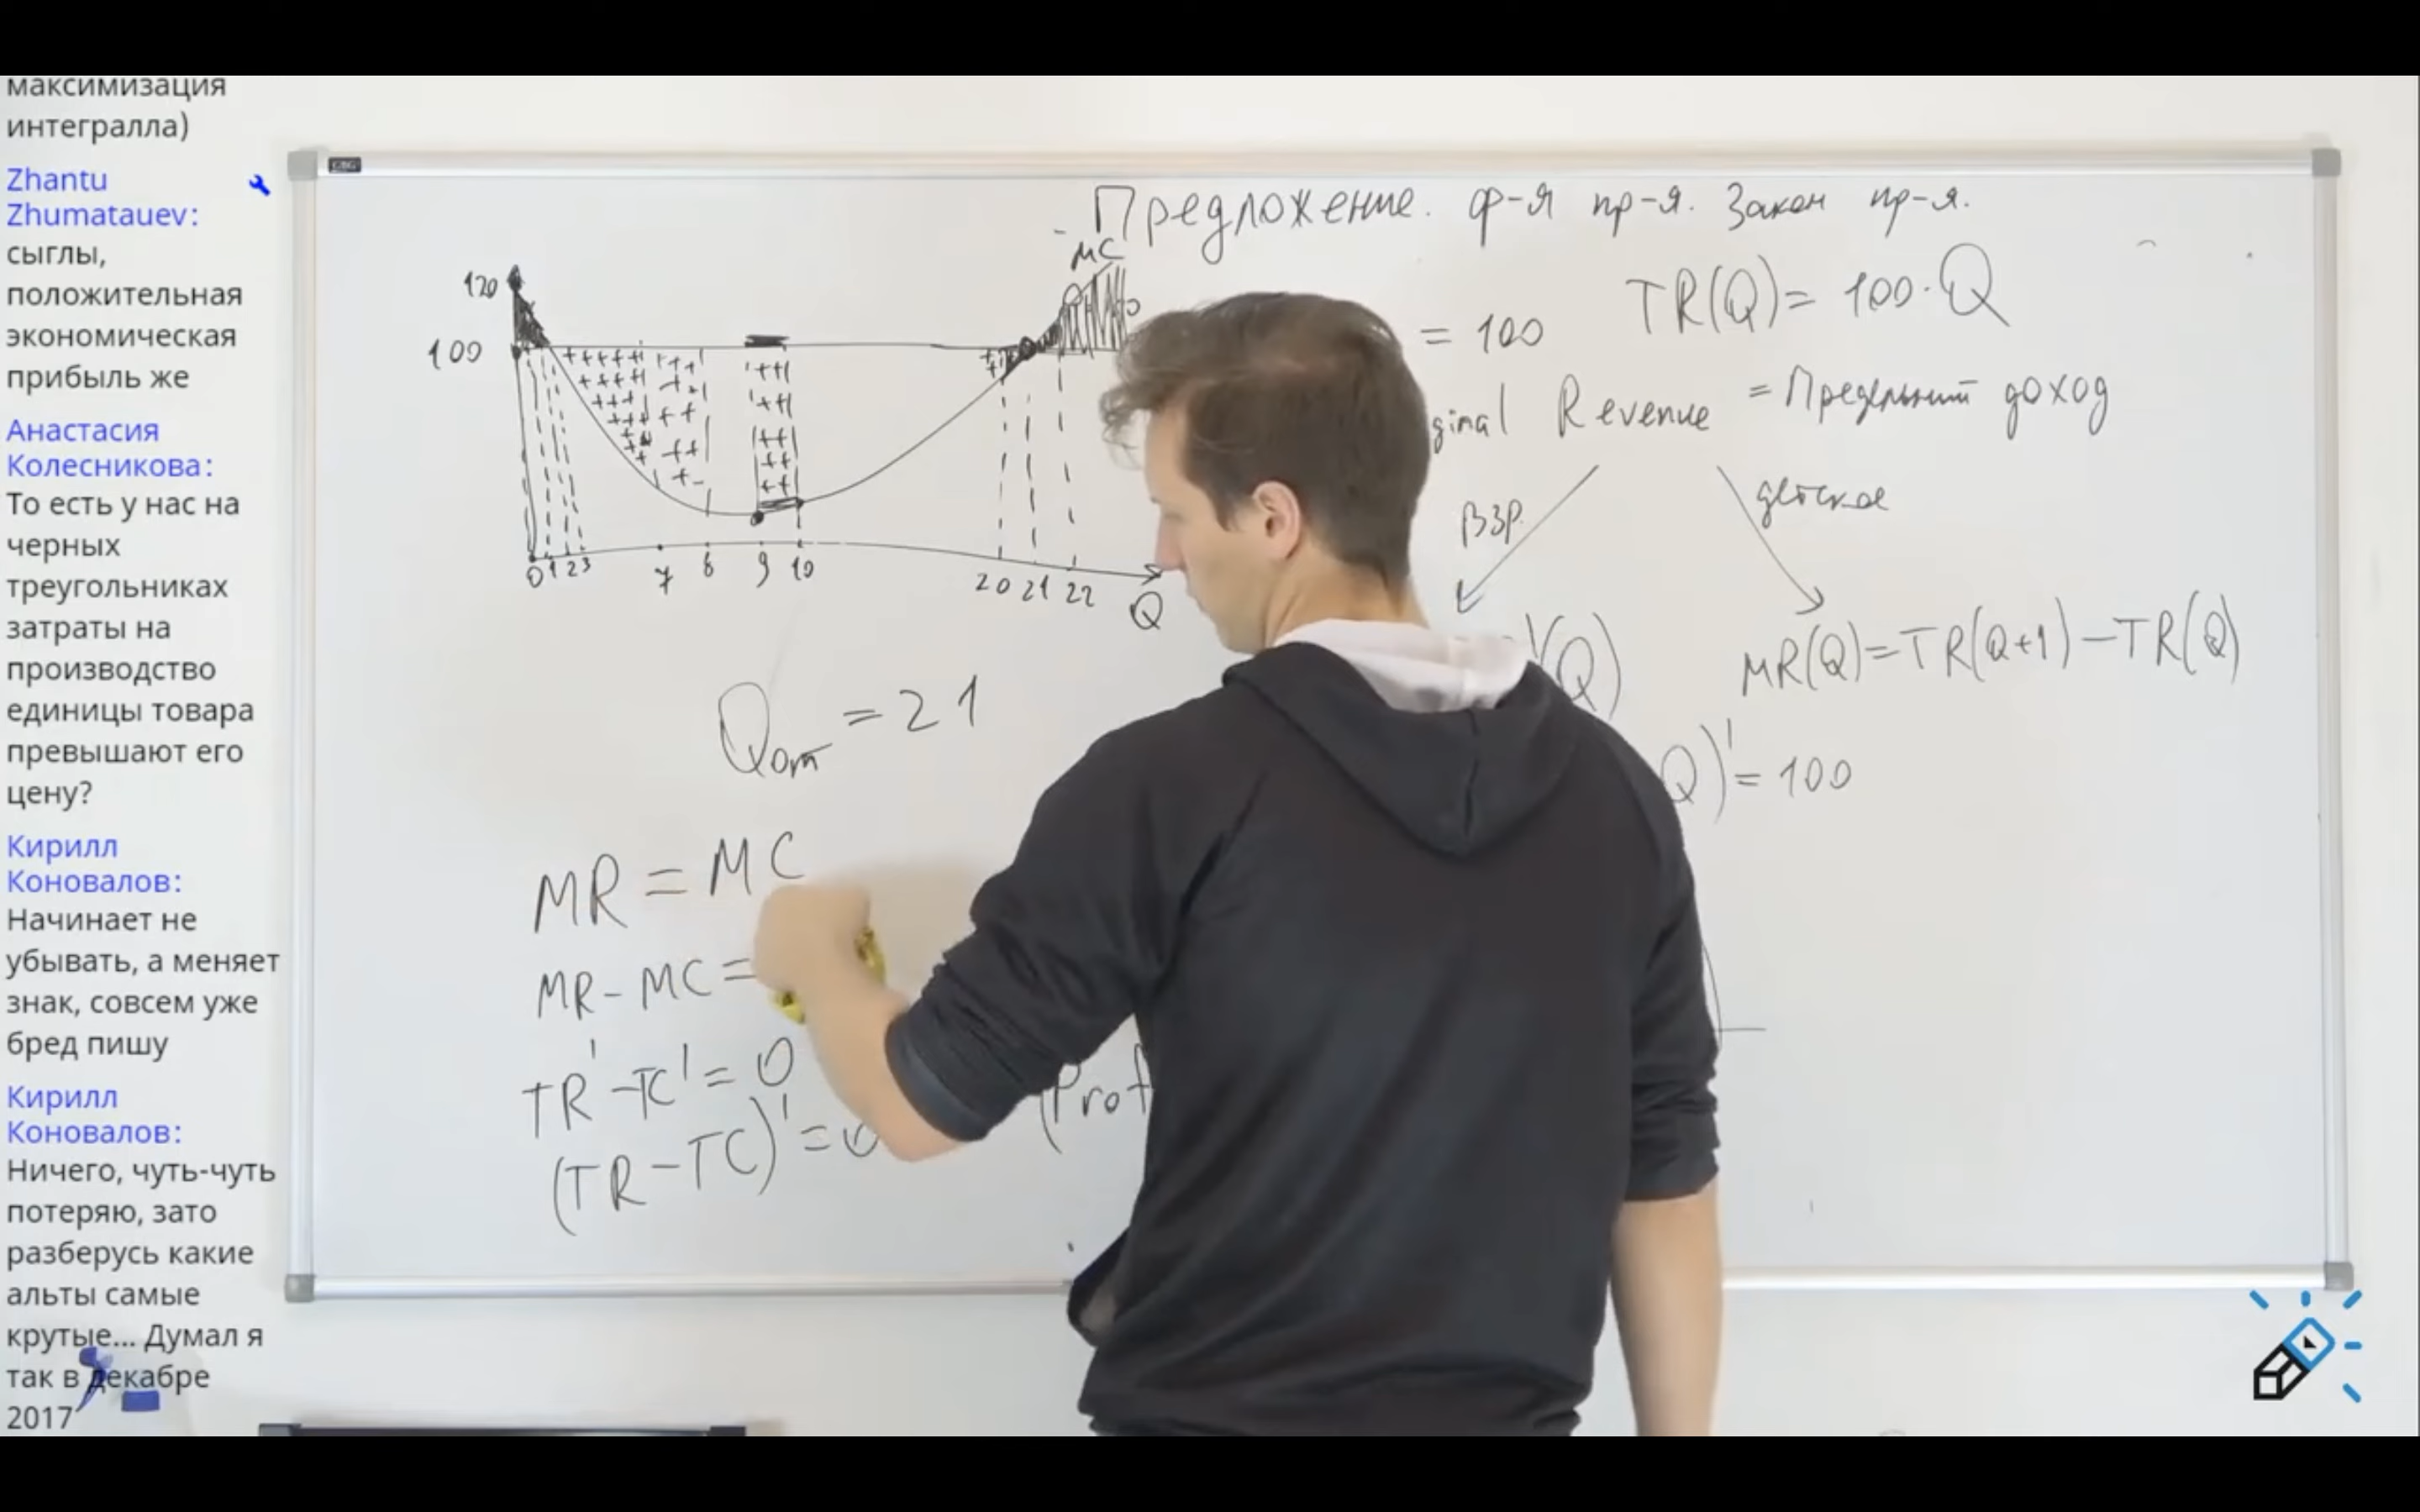 максимизация
интегралла)
Zhantu
Zhumatauev:
сыглы,
положительная
экономическая
прибыль же
Анастасия
Колесникова:
То есть у нас на
черных
треугольниках
затраты на
производство
единицы товара
превышают его
цену?
Кирилл
Коновалов:
Начинает не
убывать, а меняет
знак, совсем уже
бред пишу
Кирилл
Коновалов:
Ничего, чуть-чуть
потеряю, зато
разберусь какие
альты самые
крутые... Думал я
так в декабре
2017
Предложение. ф-я пр-я. Закон пр-я.
MC
120
100
0 1 2 3 7 8 9 10 20 21 22
Q
Qопт = 21
MR = MC
MR - MC =
TR' - TC' = 0
(TR - TC)' = 0
(Prof
TR(Q) = 100 · Q
= 100
ginal Revenue = Предельный доход
взр.
детское
'(Q)
MR(Q) = TR(Q+1) - TR(Q)
Q)' = 100